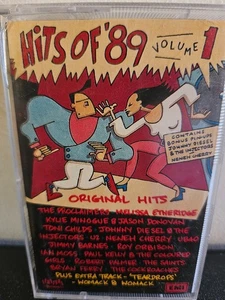 HITS OF '89
VOLUME 1
CONTAINS
BONUS PINUPS
JOHNNY DIESEL
& THE INJECTORS
NENEH CHERRY
ORIGINAL HITS
THE PROCLAIMERS MELISSA ETHERIDGE
KYLIE MINOGUE & JASON DONOVAN
TONI CHILDS JOHNNY DIESEL & THE
INJECTORS U2 NENEH CHERRY UB40
JIMMY BARNES ROY ORBISON
IAN MOSS PAUL KELLY & THE COLOURED
GIRLS ROBERT PALMER THE SAINTS
BRYAN FERRY THE COCKROACHES
PLUS EXTRA TRACK - "TEARDROPS" -
WOMACK & WOMACK
EMI